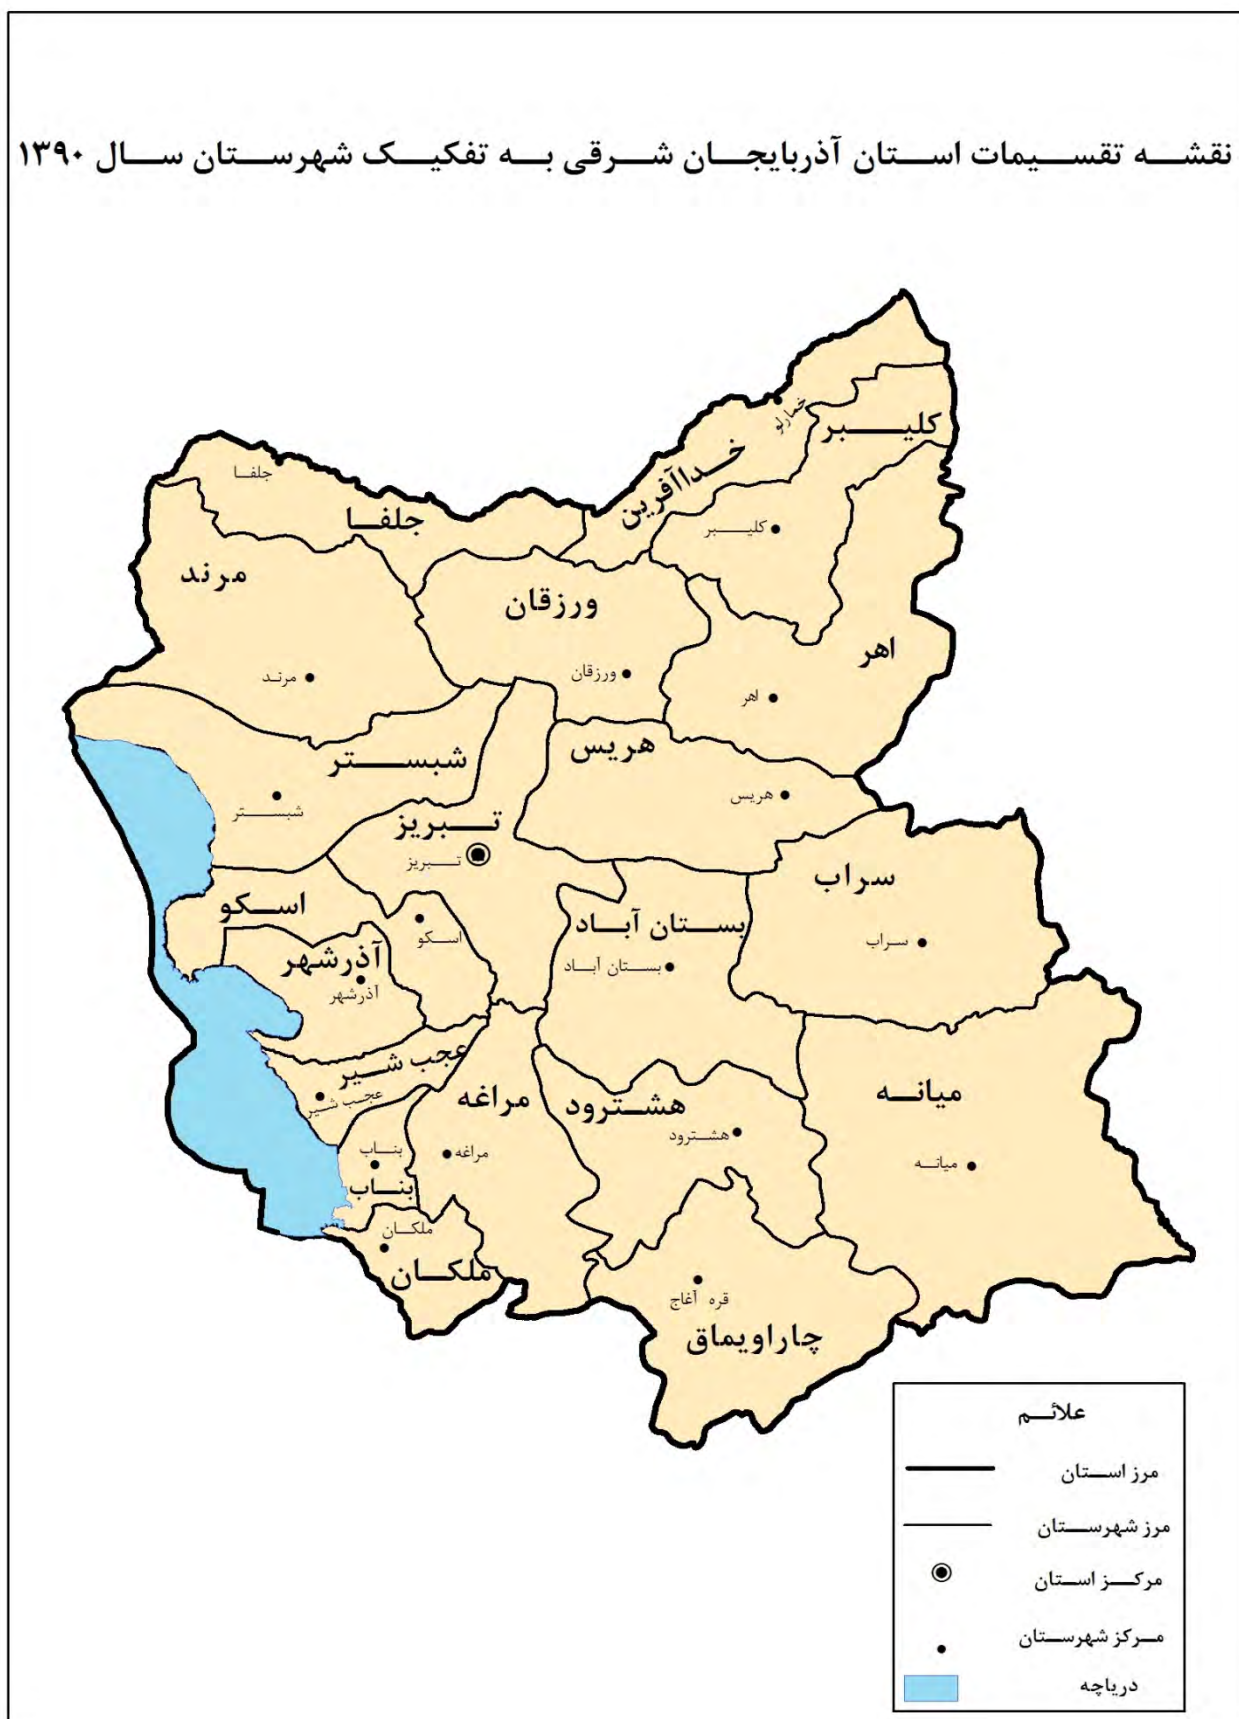 نقشه تقسیمات استان آذربایجان شرقی به تفکیک شهرستان سال ۱۳۹۰
خمارلو
کلیبر
خداآفرین
جلفا
جلفا
کلیبر
مرند
ورزقان
اهر
ورزقان
مرند
اهر
هریس
شبستر
هریس
شبستر
تبریز
تبریز
سراب
اسکو
بستان آباد
اسکو
سراب
آذرشهر
بستان آباد
آذرشهر
عجب شیر
میانه
عجب شیر
مراغه
هشترود
هشترود
بناب
مراغه
میانه
بناب
ملکان
ملکان
قره آغاج
چاراویماق
علائم
مرز استان
مرز شهرستان
مرکز استان
مرکز شهرستان
دریاچه